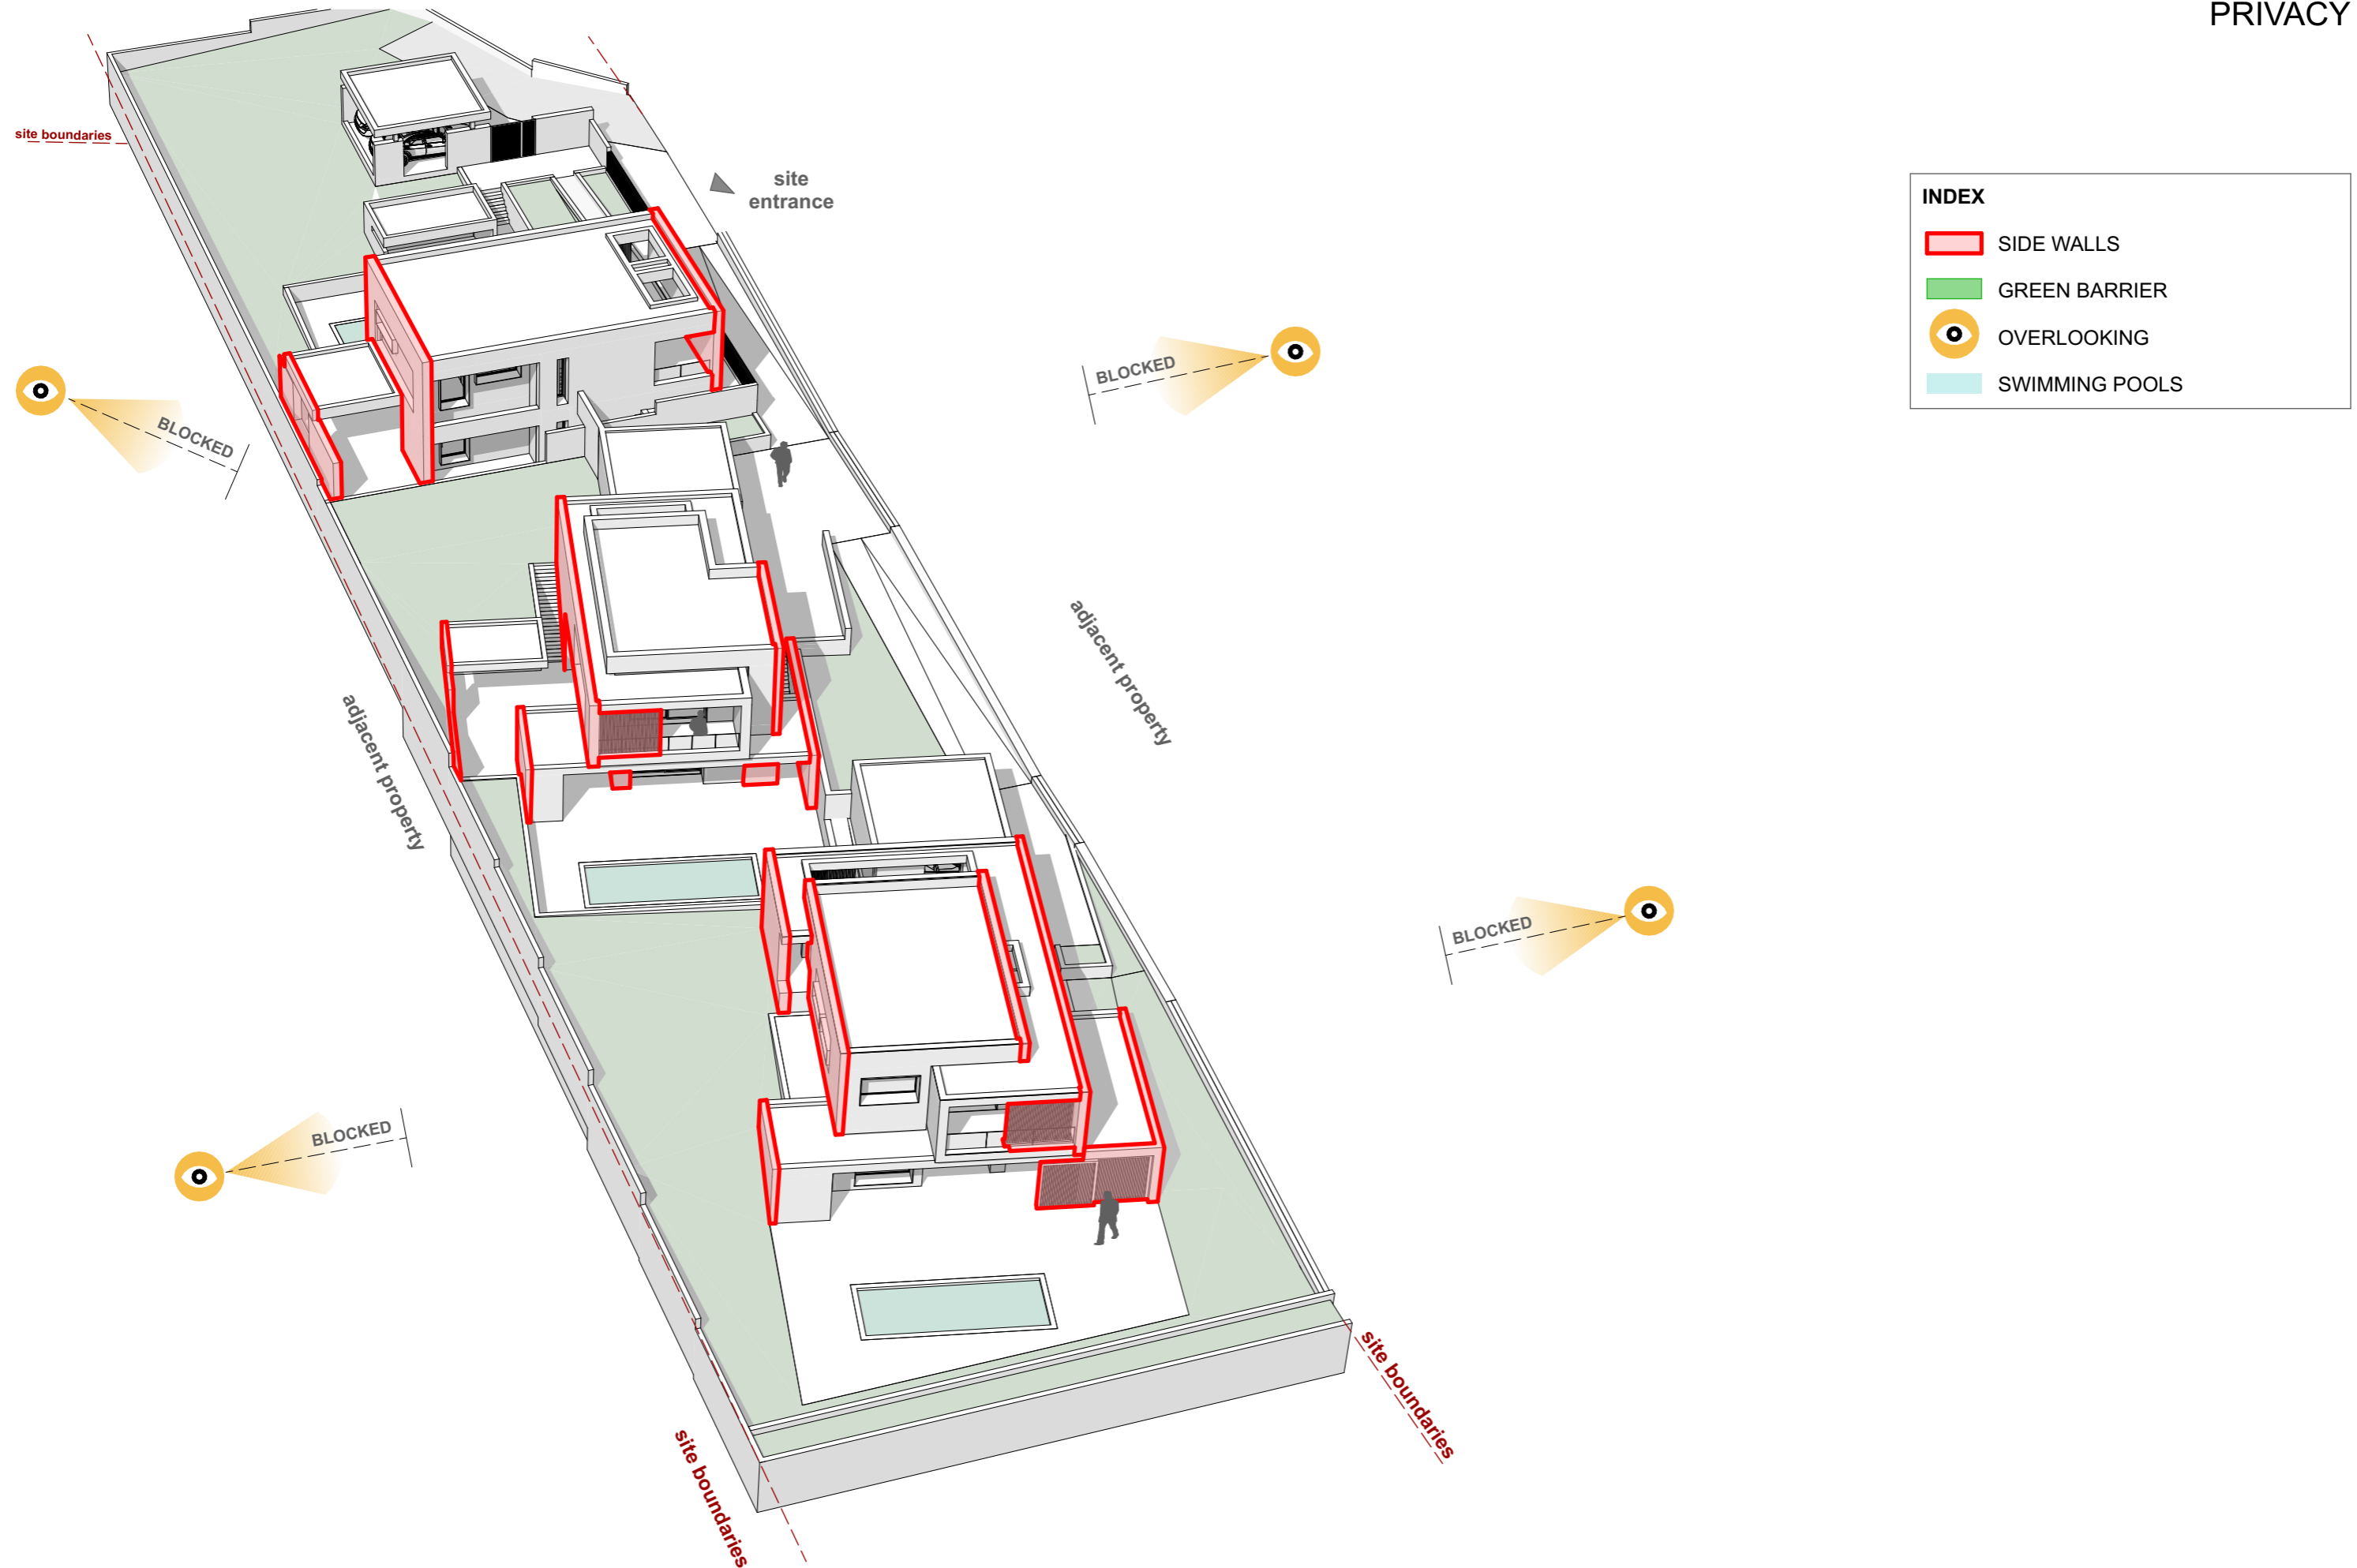 PRIVACY
site boundaries
site
entrance
INDEX
SIDE WALLS
GREEN BARRIER
OVERLOOKING
SWIMMING POOLS
BLOCKED
BLOCKED
adjacent property
adjacent property
BLOCKED
BLOCKED
site boundaries
site boundaries